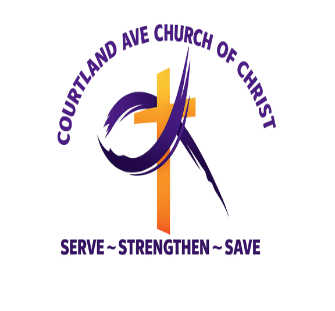 COURTLAND AVE CHURCH OF CHRIST
SERVE ~ STRENGTHEN ~ SAVE